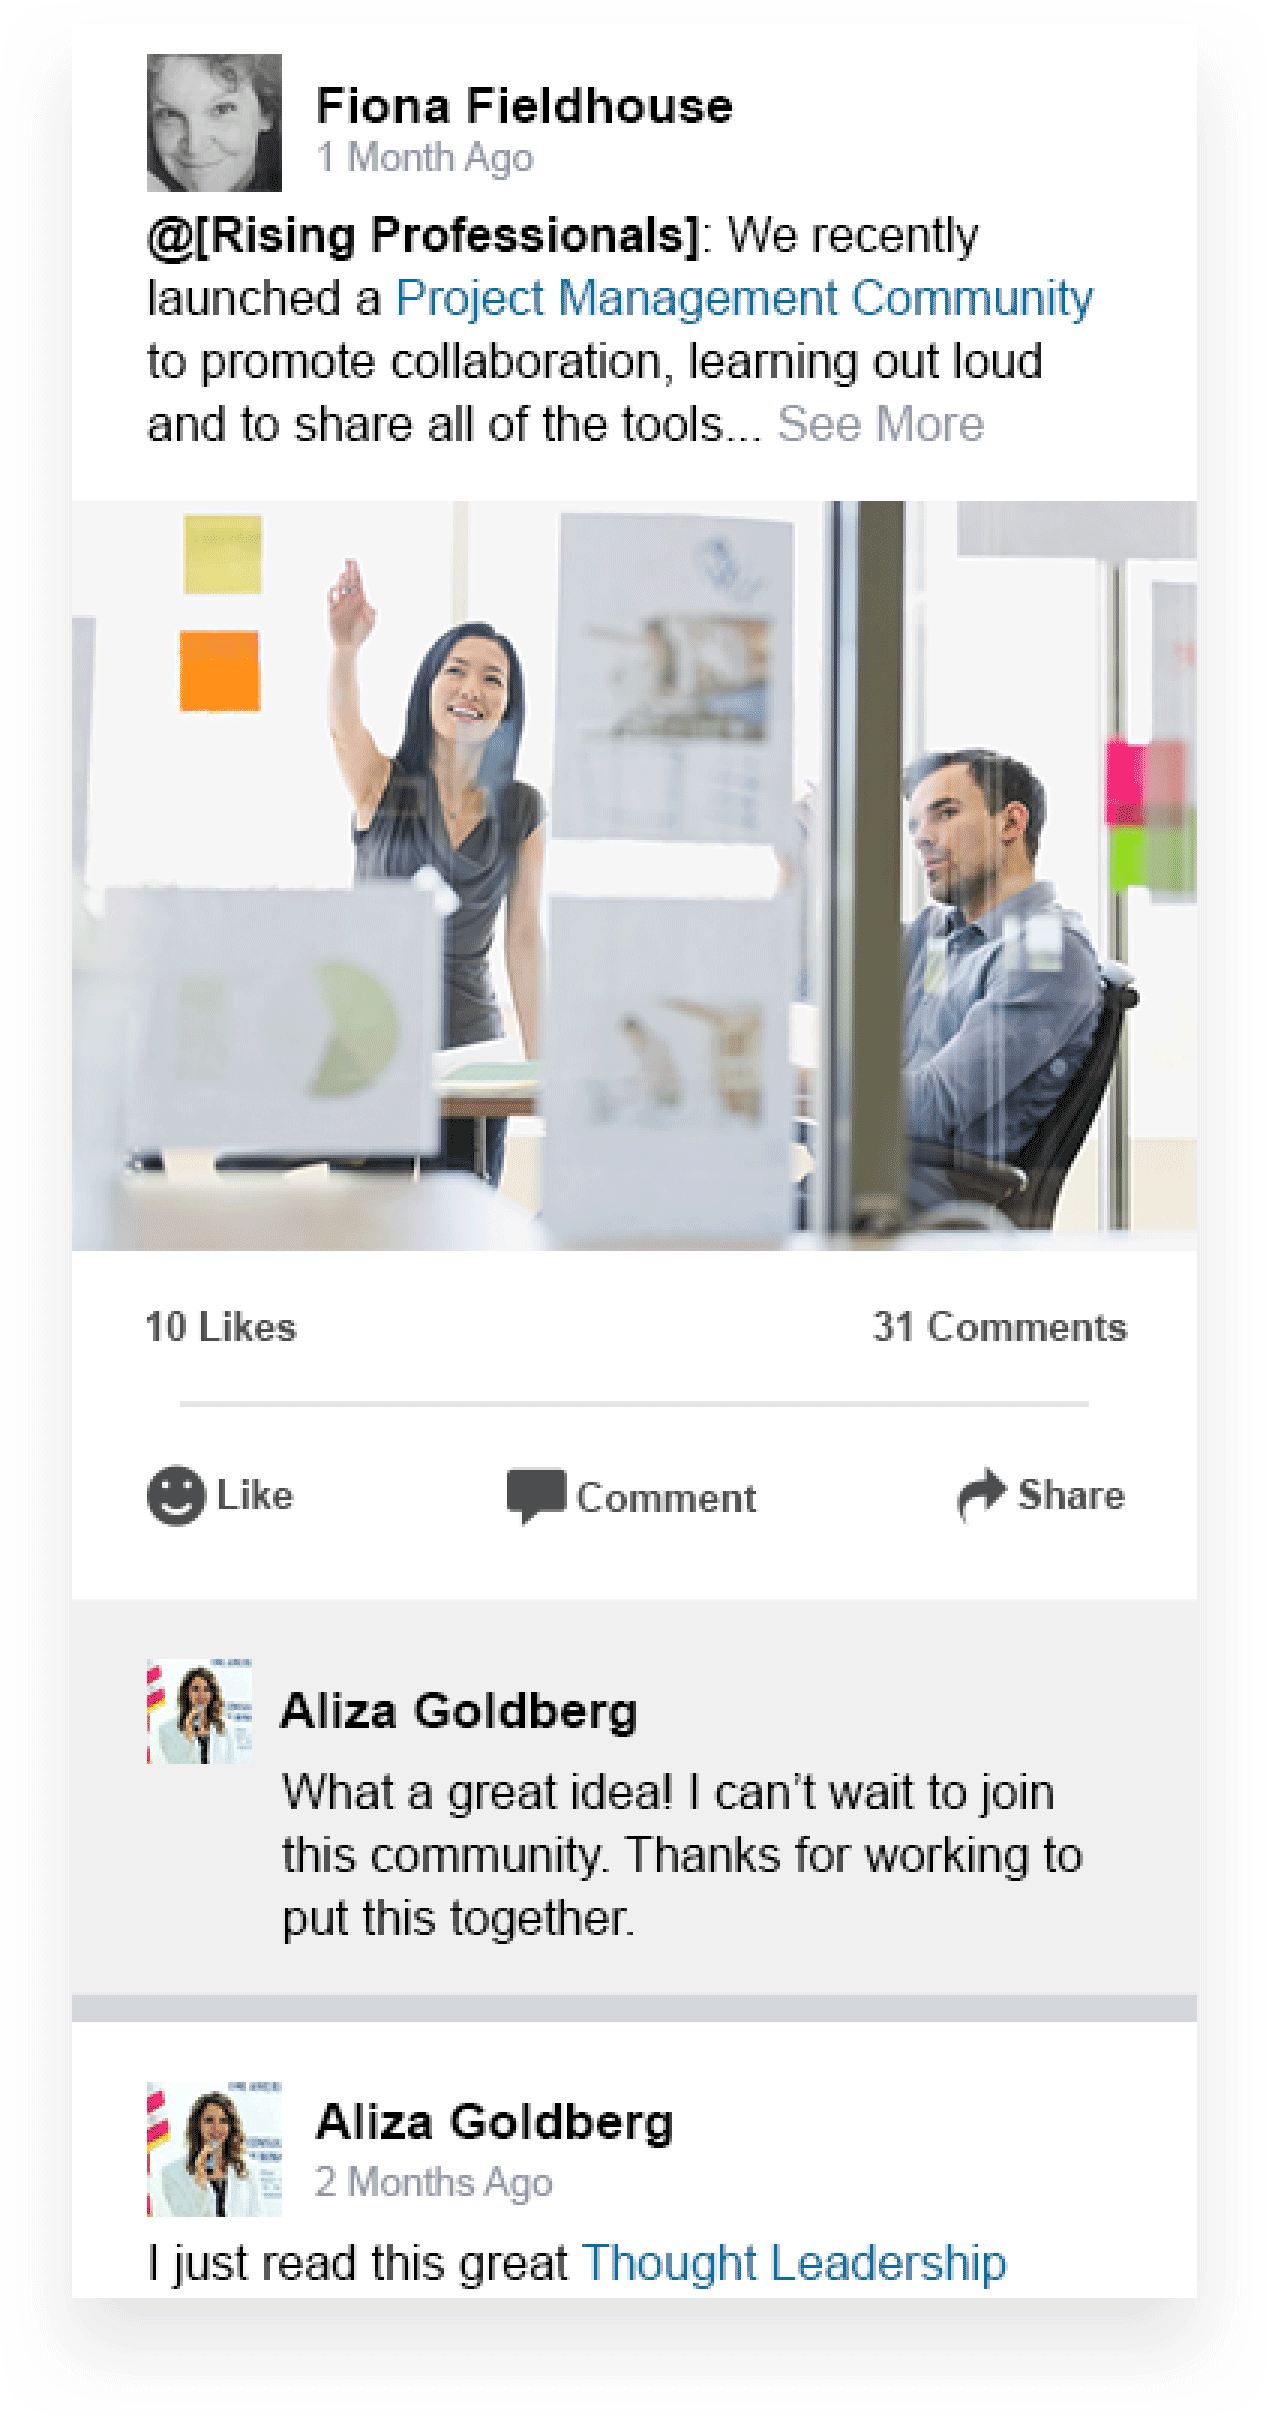 Fiona Fieldhouse
1 Month Ago
@[Rising Professionals]: We recently
launched a Project Management Community
to promote collaboration, learning out loud
and to share all of the tools... See More
10 Likes
31 Comments
Like
Comment
Share
Aliza Goldberg
What a great idea! I can’t wait to join
this community. Thanks for working to
put this together.
Aliza Goldberg
2 Months Ago
I just read this great Thought Leadership